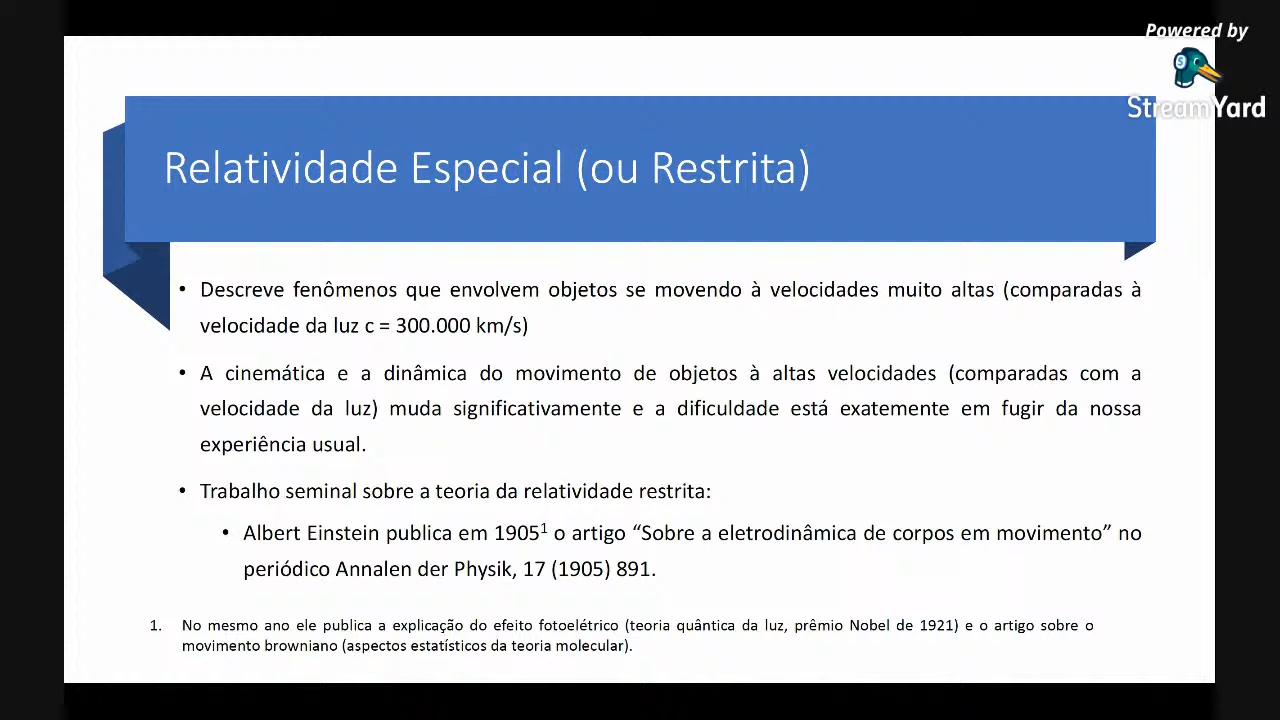 Powered by
StreamYard
Relatividade Especial (ou Restrita)
• Descreve fenômenos que envolvem objetos se movendo à velocidades muito altas (comparadas à
velocidade da luz c = 300.000 km/s)
• A cinemática e a dinâmica do movimento de objetos à altas velocidades (comparadas com a
velocidade da luz) muda significativamente e a dificuldade está exatemente em fugir da nossa
experiência usual.
• Trabalho seminal sobre a teoria da relatividade restrita:
• Albert Einstein publica em 1905¹ o artigo “Sobre a eletrodinâmica de corpos em movimento” no
periódico Annalen der Physik, 17 (1905) 891.
1. No mesmo ano ele publica a explicação do efeito fotoelétrico (teoria quântica da luz, prêmio Nobel de 1921) e o artigo sobre o
movimento browniano (aspectos estatísticos da teoria molecular).